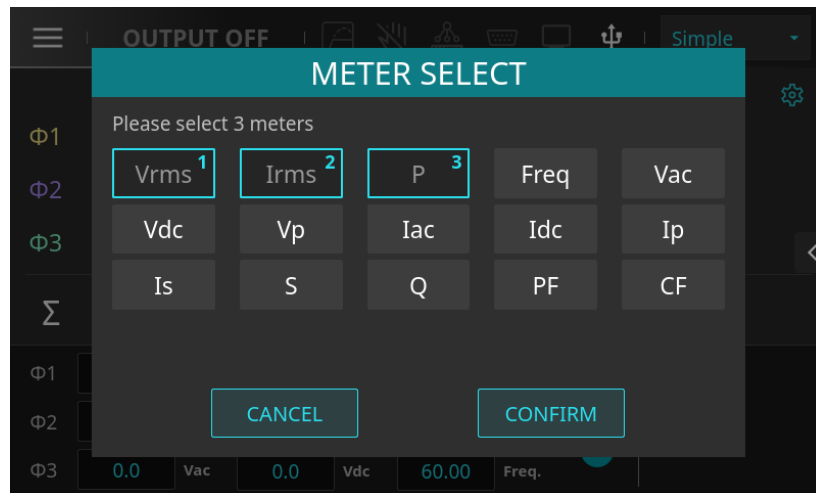 OUTPUT OFF Simple
METER SELECT
Please select 3 meters
Vrms 1 Irms 2 P 3 Freq Vac
Vdc Vp Iac Idc Ip
Is S Q PF CF
Φ1
Φ2
Φ3
Σ
CANCEL CONFIRM
Φ1
Φ2
Φ3 0.0 Vac 0.0 Vdc 60.00 Freq.